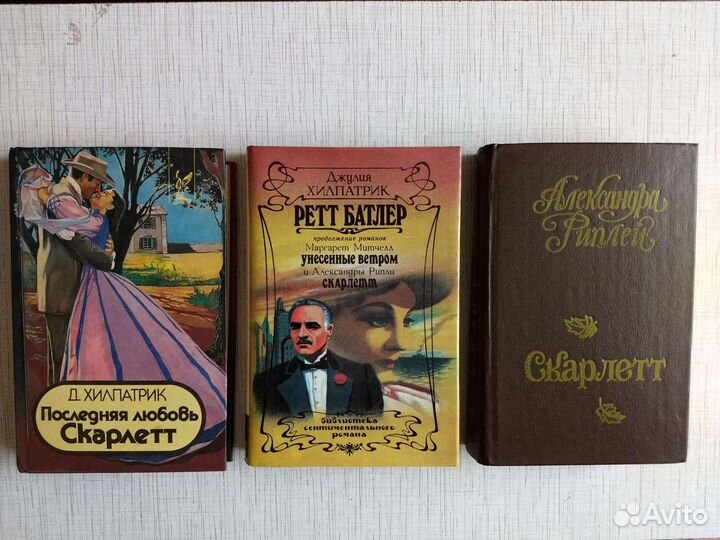 Д. ХИЛПАТРИК
Последняя любовь
Скарлетт
Джулия
ХИЛПАТРИК
РЕТТ БАТЛЕР
продолжение романов
Маргарет Митчелл
УНЕСЕННЫЕ ВЕТРОМ
и Александры Рипли
СКАРЛЕТТ
библиотека
сентиментального
романа
Александра
Риплей
Скарлетт
Avito